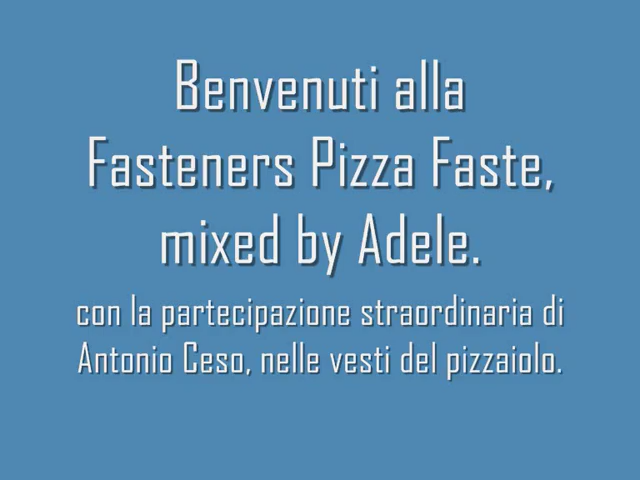 Benvenuti alla
Fasteners Pizza Faste,
mixed by Adele.
con la partecipazione straordinaria di
Antonio Ceso, nelle vesti del pizzaiolo.